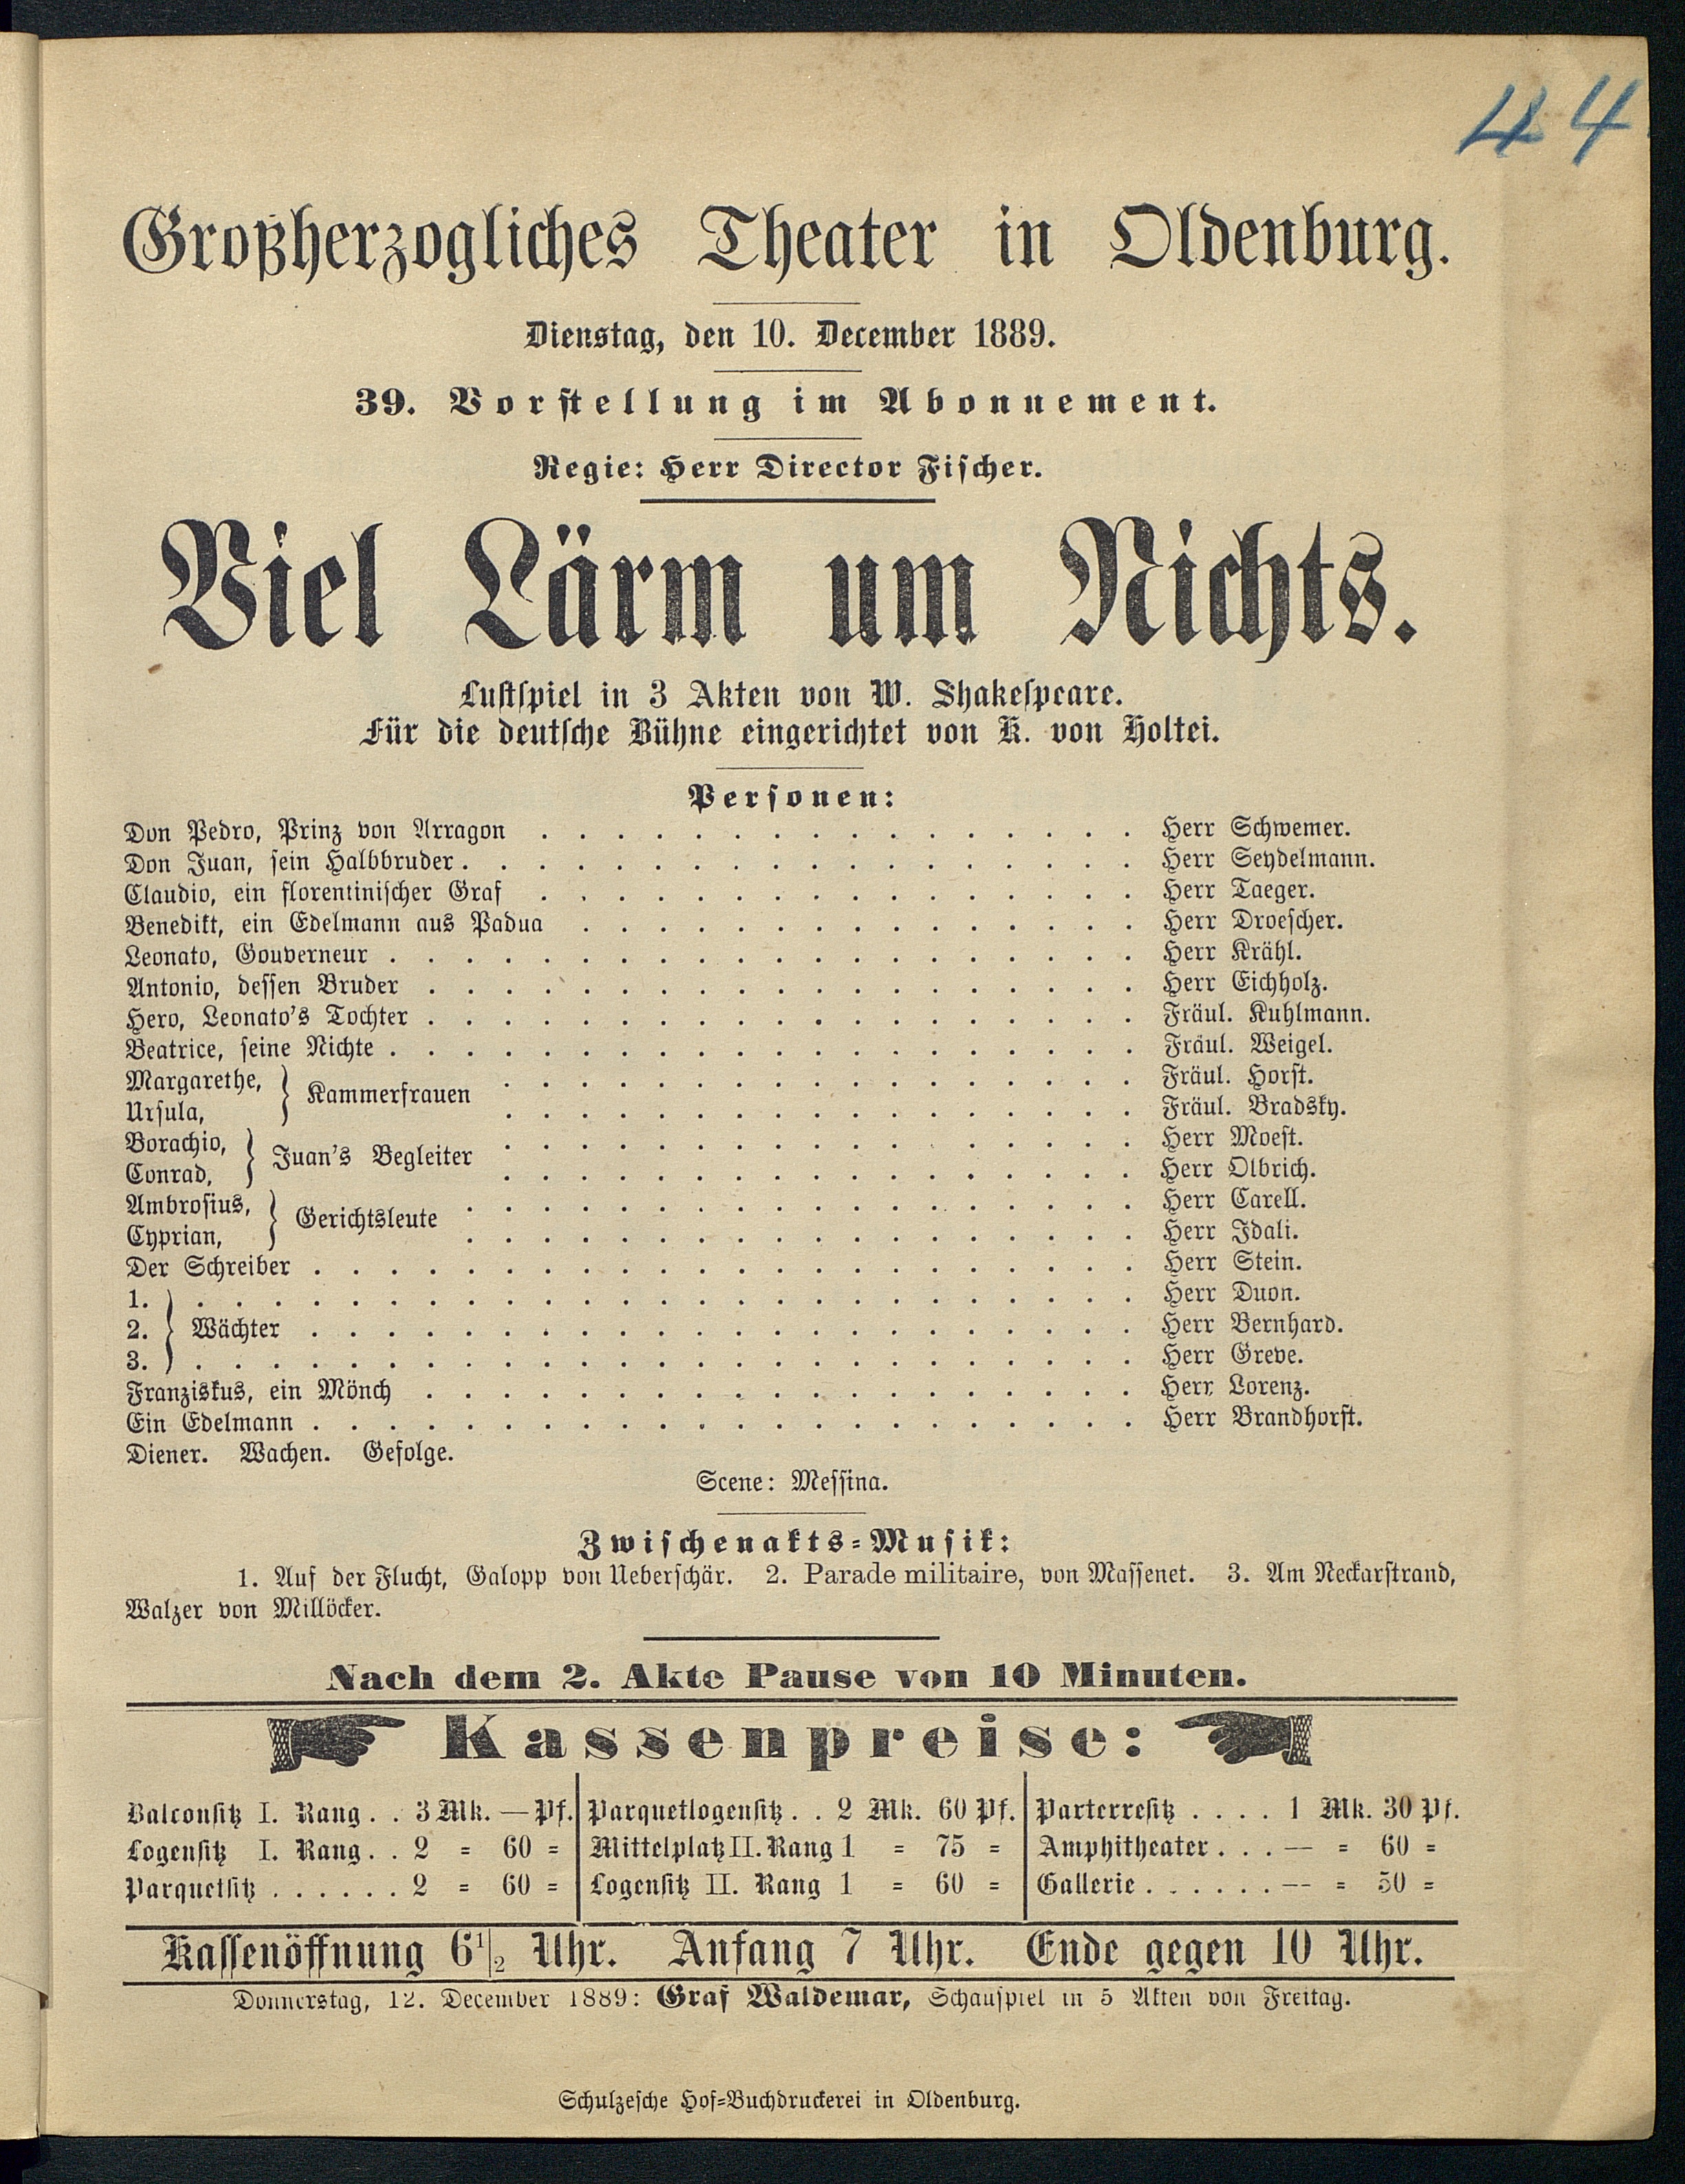 44
Großherzogliches Theater in Oldenburg.
Dienstag, den 10. December 1889.
39. Vorstellung im Abonnement.
Regie: Herr Director Fischer.
Viel Lärm um Nichts.
Lustspiel in 3 Akten von W. Shakespeare.
Für die deutsche Bühne eingerichtet von K. von Holtei.
Personen:
Don Pedro, Prinz von Arragon . . . . . . . . . . . . . . . . Herr Schwemer.
Don Juan, sein Halbbruder . . . . . . . . . . . . . . . . . . Herr Seydelmann.
Claudio, ein florentinischer Graf . . . . . . . . . . . . . . . . Herr Taeger.
Benedikt, ein Edelmann aus Padua . . . . . . . . . . . . . . . Herr Droescher.
Leonato, Gouverneur . . . . . . . . . . . . . . . . . . . . Herr Krähl.
Antonio, dessen Bruder . . . . . . . . . . . . . . . . . . . Herr Eichholz.
Hero, Leonato's Tochter . . . . . . . . . . . . . . . . . . . Fräul. Kuhlmann.
Beatrice, seine Nichte . . . . . . . . . . . . . . . . . . . . Fräul. Weigel.
Margarethe, } Kammerfrauen . . . . . . . . . . . . . . . . . Fräul. Horst.
Ursula, . . . . . . . . . . . . . . . . . Fräul. Bradsky.
Borachio, } Juan's Begleiter . . . . . . . . . . . . . . . . . Herr Moest.
Conrad, . . . . . . . . . . . . . . . . . Herr Olbrich.
Ambrosius, } Gerichtsleute . . . . . . . . . . . . . . . . . . Herr Carell.
Cyprian, . . . . . . . . . . . . . . . . . . Herr Idali.
Der Schreiber . . . . . . . . . . . . . . . . . . . . . . Herr Stein.
1. } . . . . . . . . . . . . . . . . . . . . . . . . . Herr Duon.
2. } Wächter . . . . . . . . . . . . . . . . . . . . . . Herr Bernhard.
3. } . . . . . . . . . . . . . . . . . . . . . . . . . Herr Greve.
Franziskus, ein Mönch . . . . . . . . . . . . . . . . . . . Herr Lorenz.
Ein Edelmann . . . . . . . . . . . . . . . . . . . . . . Herr Brandhorst.
Diener. Wachen. Gefolge.
Scene: Messina.
Zwischenakts-Musik:
1. Auf der Flucht, Galopp von Ueberschär. 2. Parade militaire, von Massenet. 3. Am Neckarstrand,
Walzer von Millöcker.
Nach dem 2. Akte Pause von 10 Minuten.
Kassenpreise:
Balconsitz I. Rang . . 3 Mk. — Pf. Parquetlogensitz . . 2 Mk. 60 Pf. Parterresitz . . . . 1 Mk. 30 Pf.
Logensitz I. Rang . . 2 = 60 = Mittelplatz II. Rang 1 = 75 = Amphitheater . . . — = 60 =
Parquetsitz . . . . . . 2 = 60 = Logensitz II. Rang 1 = 60 = Gallerie . . . . . . — = 50 =
Kassenöffnung 6 1/2 Uhr. Anfang 7 Uhr. Ende gegen 10 Uhr.
Donnerstag, 12. December 1889: Graf Waldemar, Schauspiel in 5 Akten von Freitag.
Schulzesche Hof-Buchdruckerei in Oldenburg.